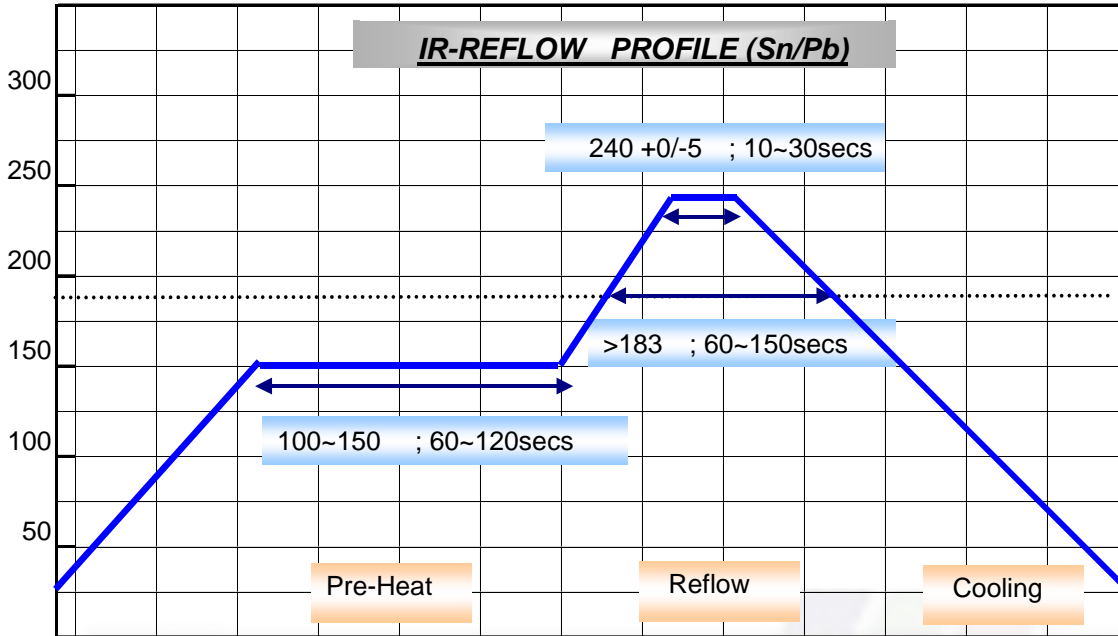 IR-REFLOW PROFILE (Sn/Pb)
300
240 +0/-5 ; 10~30secs
250
200
>183 ; 60~150secs
150
100~150 ; 60~120secs
100
50
Pre-Heat
Reflow
Cooling